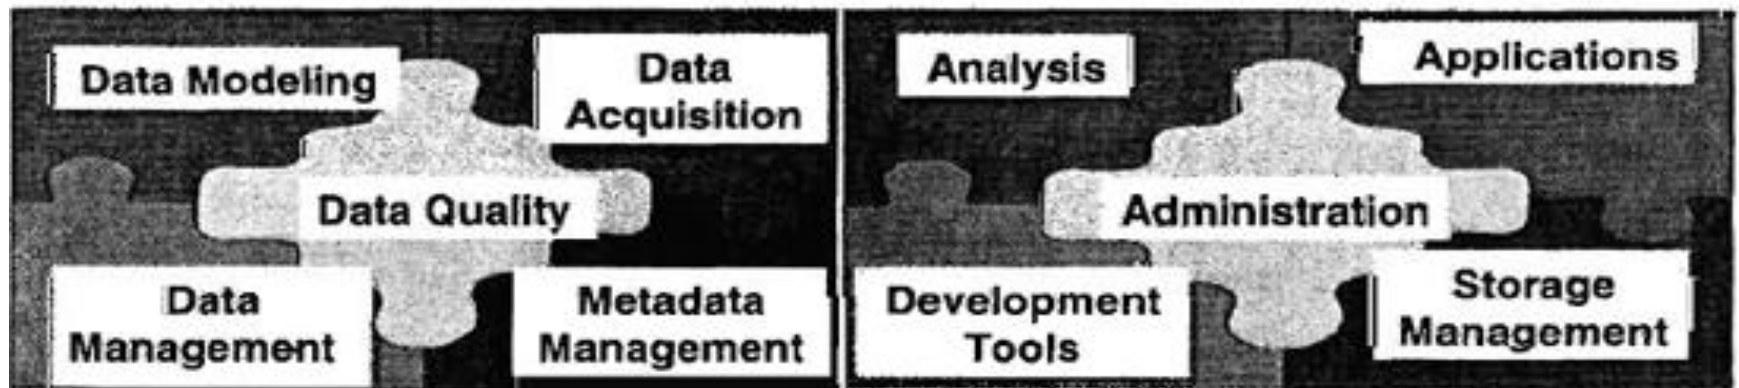 Data Modeling
Data
Acquisition
Data Quality
Data
Management
Metadata
Management
Analysis
Applications
Administration
Development
Tools
Storage
Management